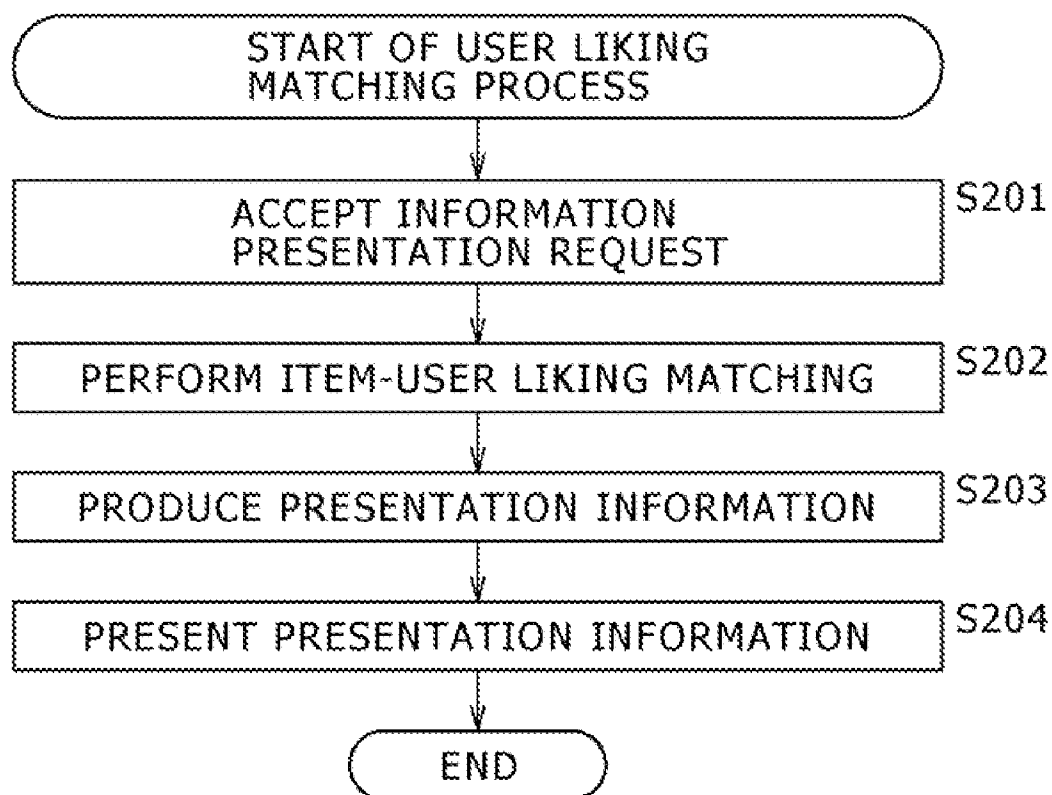 START OF USER LIKING
MATCHING PROCESS
ACCEPT INFORMATION
PRESENTATION REQUEST
S201
PERFORM ITEM-USER LIKING MATCHING
S202
PRODUCE PRESENTATION INFORMATION
S203
PRESENT PRESENTATION INFORMATION
S204
END